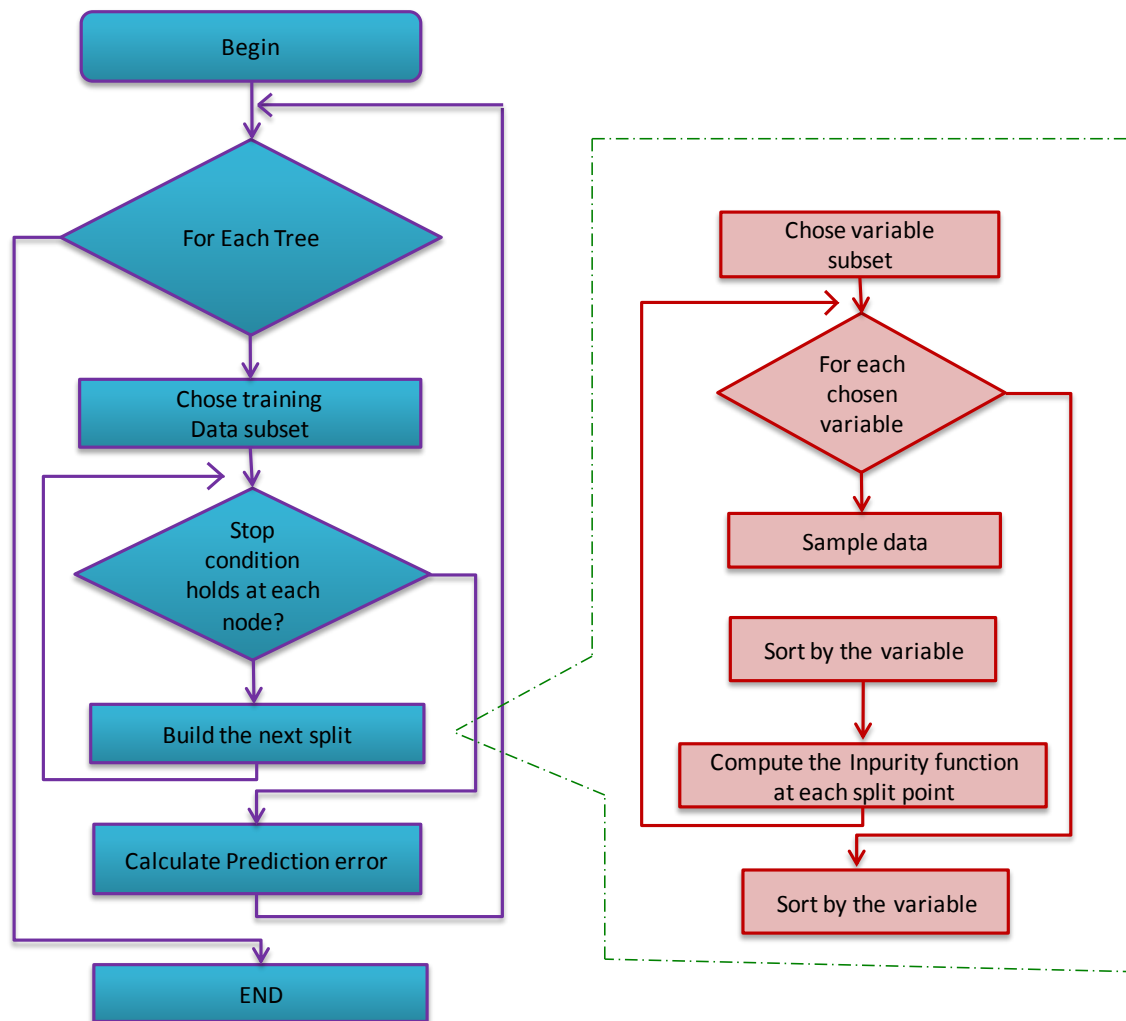 Begin
For Each Tree
Chose training
Data subset
Stop
condition
holds at each
node?
Build the next split
Calculate Prediction error
END
Chose variable
subset
For each
chosen
variable
Sample data
Sort by the variable
Compute the Inpurity function
at each split point
Sort by the variable